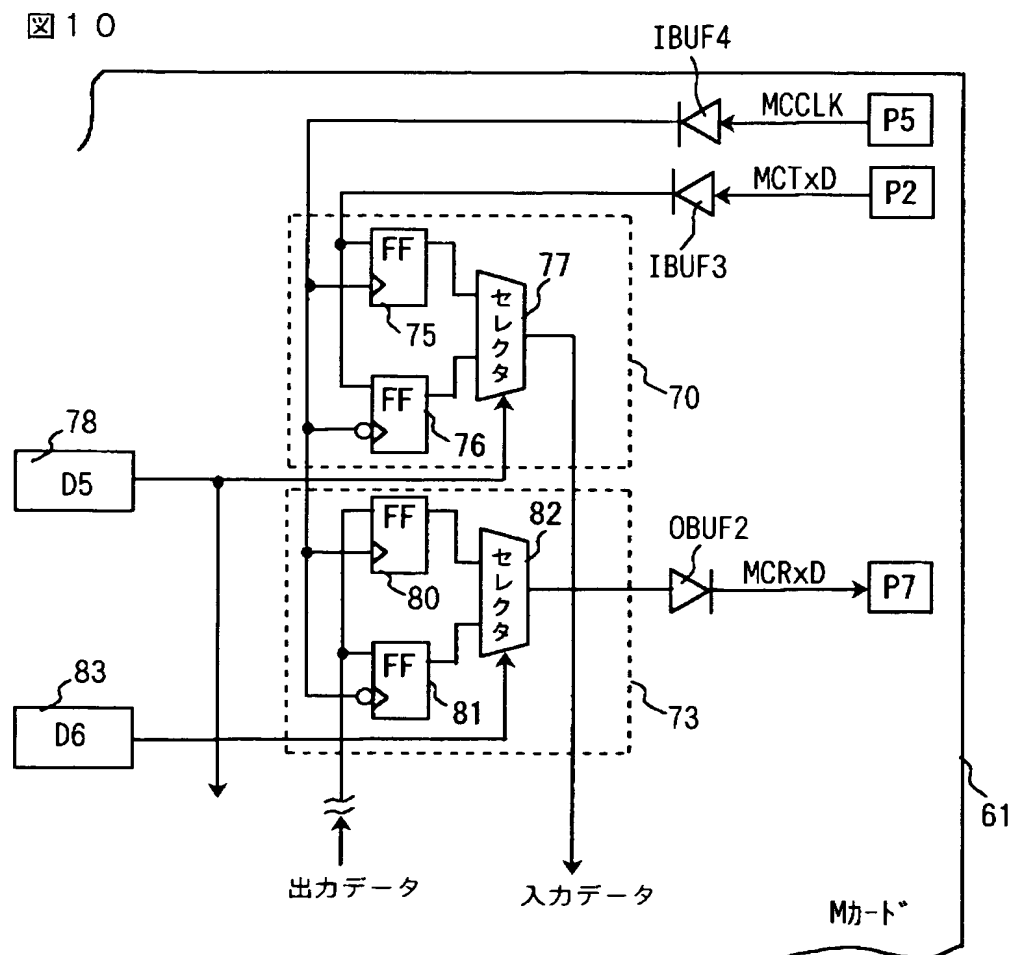 図１０
IBUF4
MCCLK
P5
MCTxD
P2
IBUF3
FF
75
セレクタ
77
FF
76
70
78
D5
FF
80
セレクタ
82
OBUF2
MCRxD
P7
FF
81
73
83
D6
61
出力データ
入力データ
Mｶｰﾄﾞ